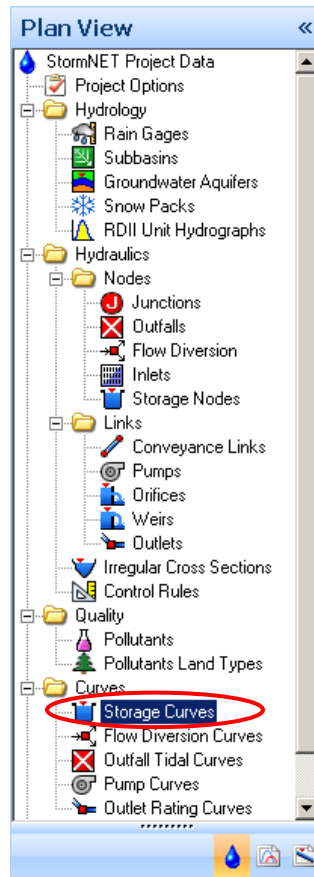 Plan View «
StormNET Project Data
Project Options
Hydrology
Rain Gages
Subbasins
Groundwater Aquifers
Snow Packs
RDII Unit Hydrographs
Hydraulics
Nodes
Junctions
Outfalls
Flow Diversion
Inlets
Storage Nodes
Links
Conveyance Links
Pumps
Orifices
Weirs
Outlets
Irregular Cross Sections
Control Rules
Quality
Pollutants
Pollutants Land Types
Curves
Storage Curves
Flow Diversion Curves
Outfall Tidal Curves
Pump Curves
Outlet Rating Curves